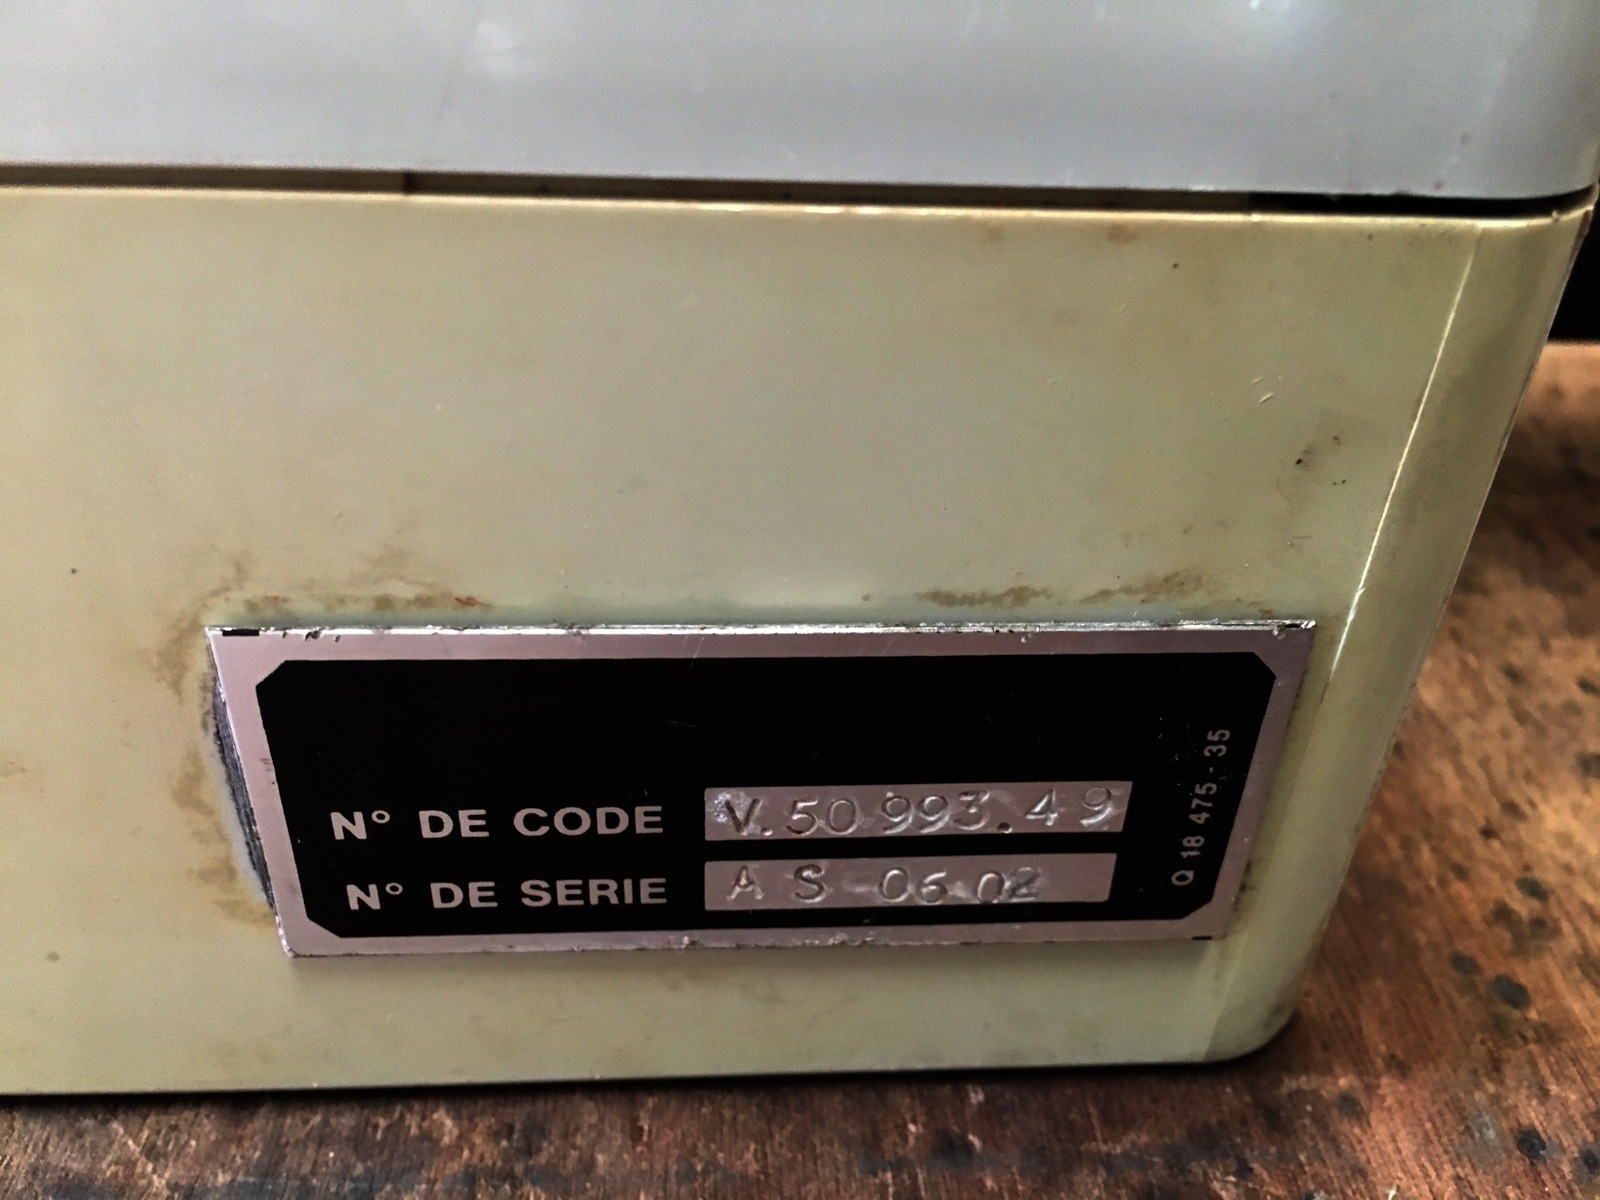 N° DE CODE V.50 993.49
N° DE SERIE A S 06 02
Q 18 475-35